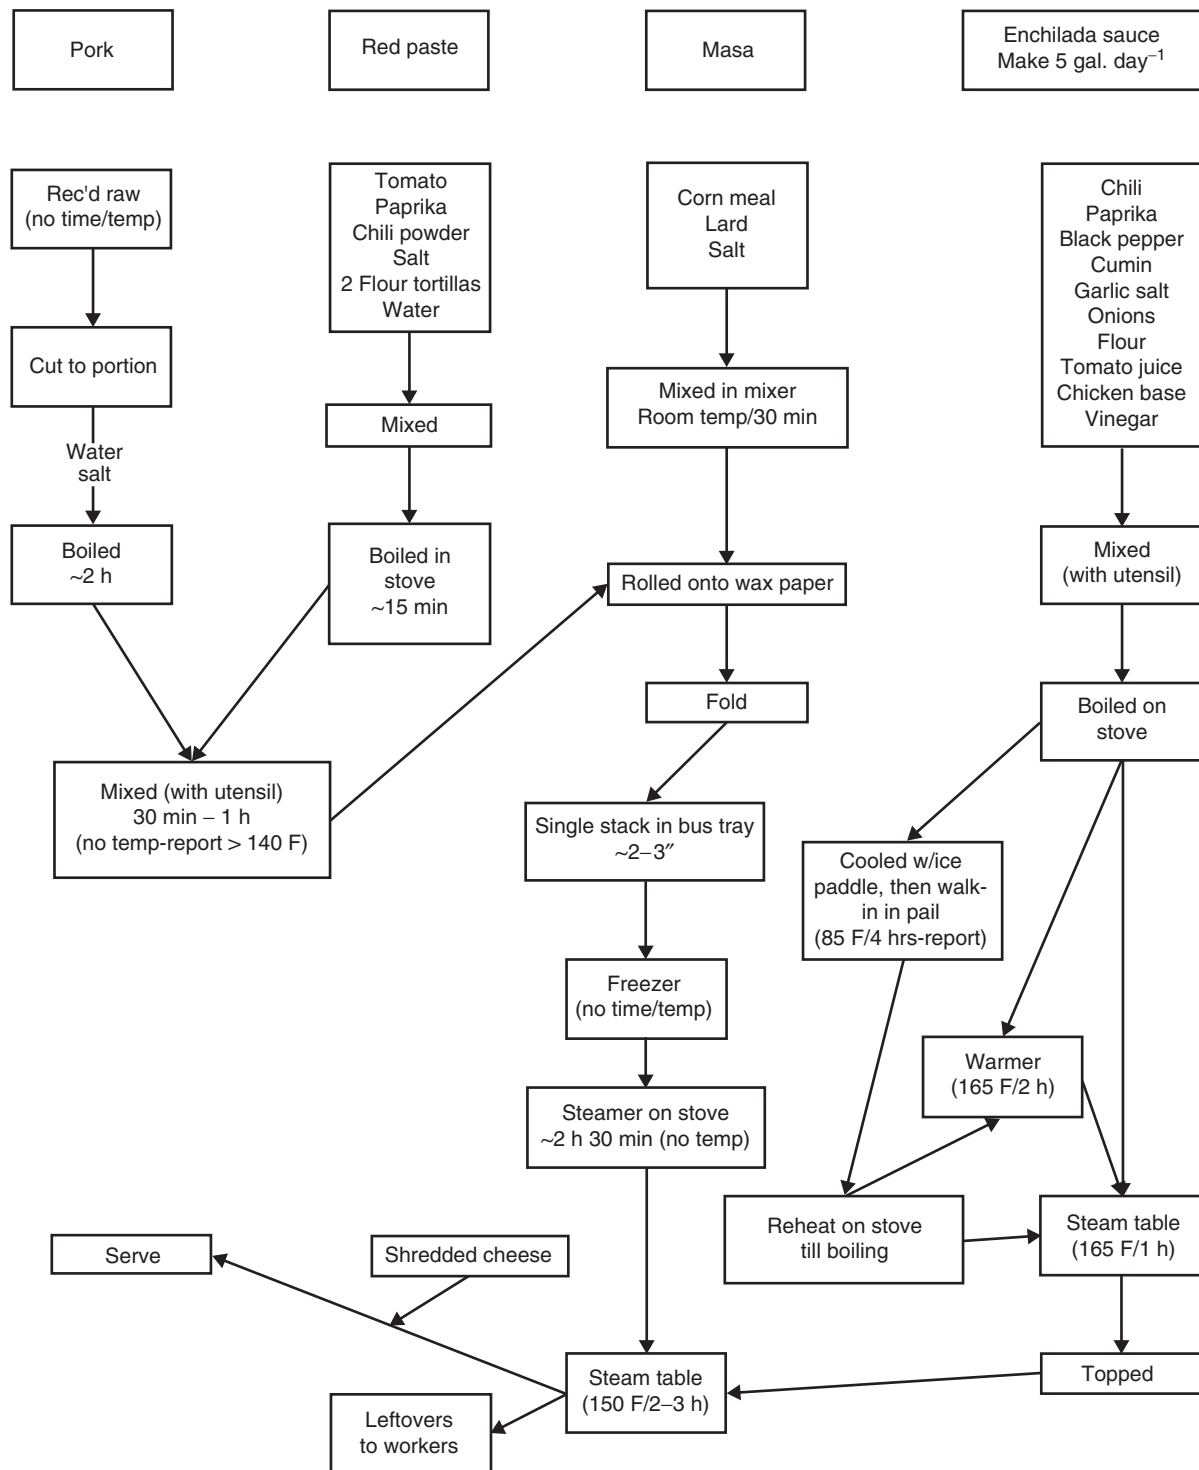 Pork
Red paste
Masa
Enchilada sauce
Make 5 gal. day⁻¹
Rec'd raw
(no time/temp)
Cut to portion
Water
salt
Boiled
~2 h
Tomato
Paprika
Chili powder
Salt
2 Flour tortillas
Water
Mixed
Boiled in
stove
~15 min
Mixed (with utensil)
30 min – 1 h
(no temp-report > 140 F)
Corn meal
Lard
Salt
Mixed in mixer
Room temp/30 min
Rolled onto wax paper
Fold
Single stack in bus tray
~2–3″
Freezer
(no time/temp)
Steamer on stove
~2 h 30 min (no temp)
Chili
Paprika
Black pepper
Cumin
Garlic salt
Onions
Flour
Tomato juice
Chicken base
Vinegar
Mixed
(with utensil)
Boiled on
stove
Cooled w/ice
paddle, then walk-
in in pail
(85 F/4 hrs-report)
Warmer
(165 F/2 h)
Reheat on stove
till boiling
Steam table
(165 F/1 h)
Topped
Steam table
(150 F/2–3 h)
Shredded cheese
Serve
Leftovers
to workers